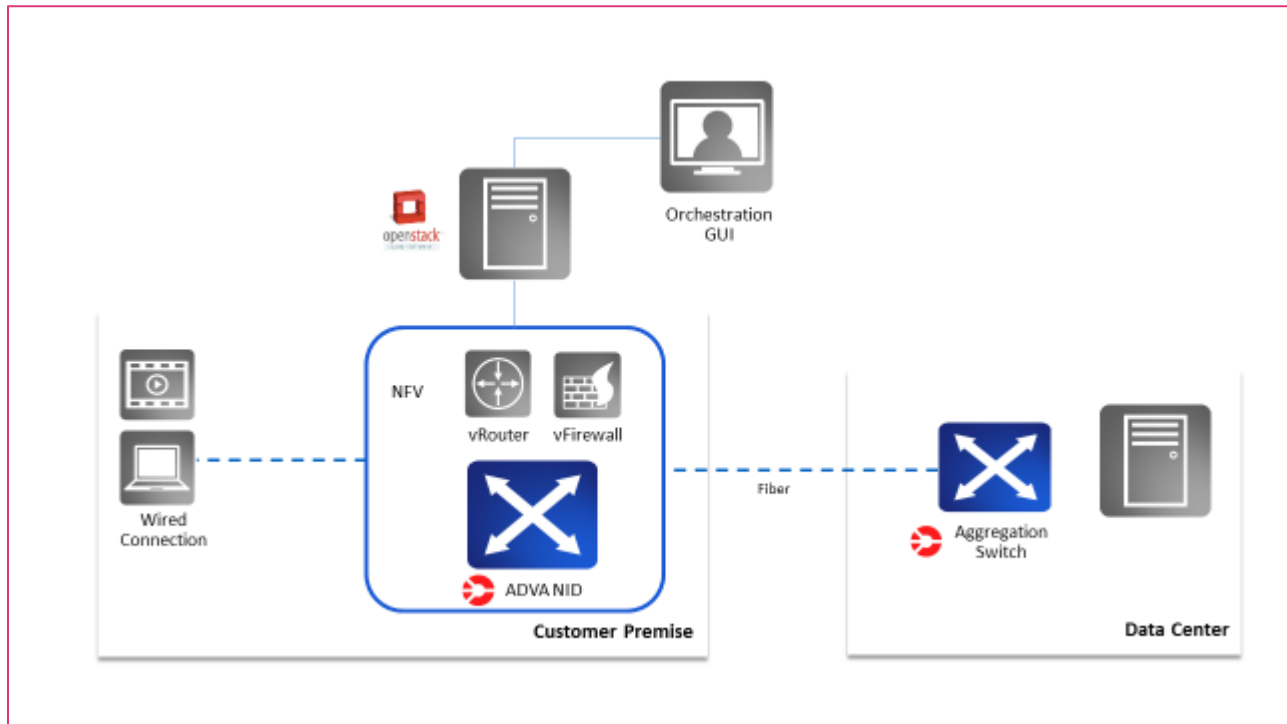 Orchestration
GUI
openstack
NFV
vRouter
vFirewall
Wired
Connection
ADVA NID
Customer Premise
Fiber
Aggregation
Switch
Data Center